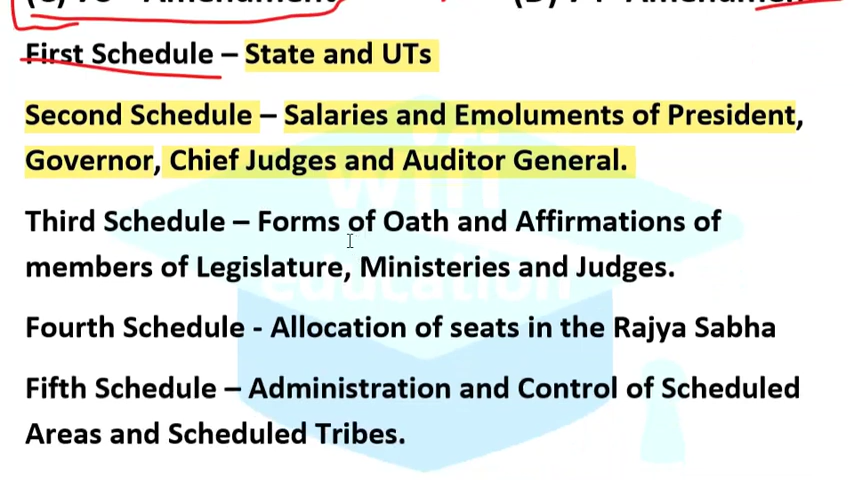 First Schedule – State and UTs
Second Schedule – Salaries and Emoluments of President,
Governor, Chief Judges and Auditor General.
Third Schedule – Forms of Oath and Affirmations of
members of Legislature, Ministeries and Judges.
Fourth Schedule - Allocation of seats in the Rajya Sabha
Fifth Schedule – Administration and Control of Scheduled
Areas and Scheduled Tribes.
wifi
education